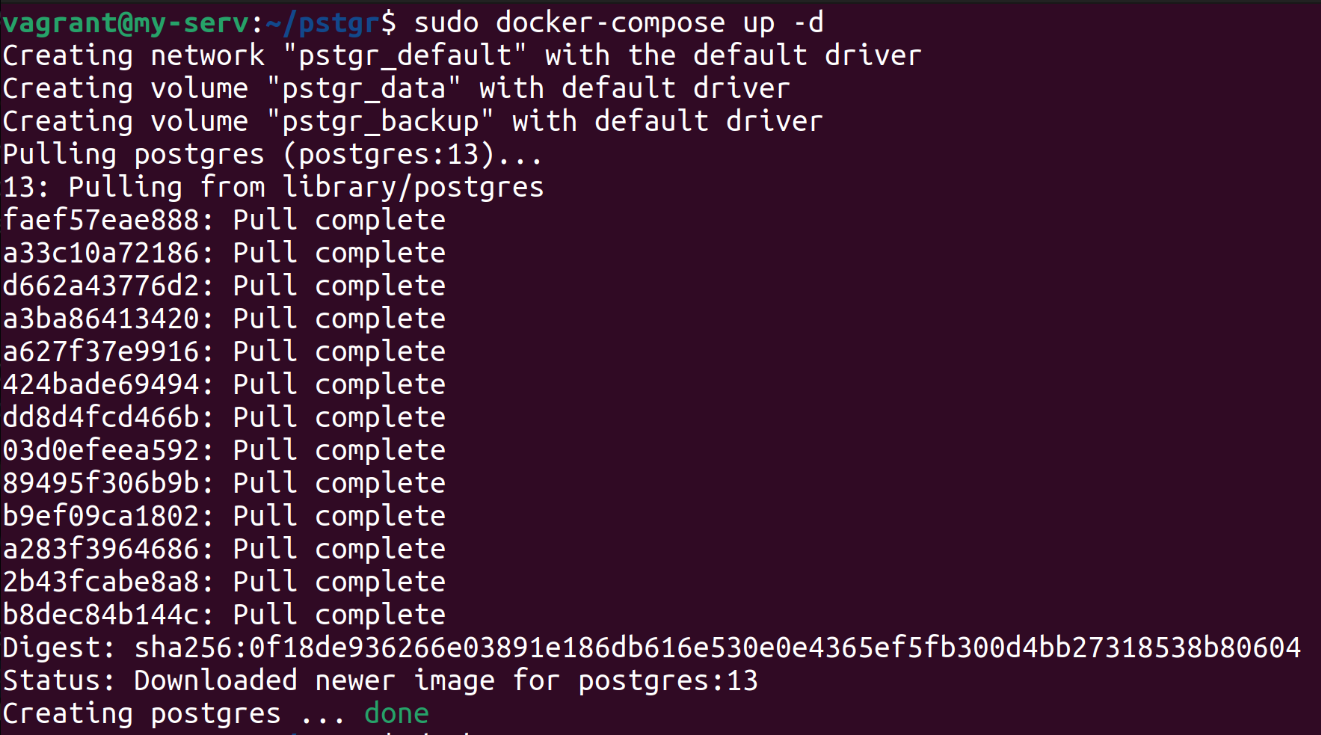 vagrant@my-serv:~/pstgr$ sudo docker-compose up -d
Creating network "pstgr_default" with the default driver
Creating volume "pstgr_data" with default driver
Creating volume "pstgr_backup" with default driver
Pulling postgres (postgres:13)...
13: Pulling from library/postgres
faef57eae888: Pull complete
a33c10a72186: Pull complete
d662a43776d2: Pull complete
a3ba86413420: Pull complete
a627f37e9916: Pull complete
424bade69494: Pull complete
dd8d4fcd466b: Pull complete
03d0efeea592: Pull complete
89495f306b9b: Pull complete
b9ef09ca1802: Pull complete
a283f3964686: Pull complete
2b43fcabe8a8: Pull complete
b8dec84b144c: Pull complete
Digest: sha256:0f18de936266e03891e186db616e530e0e4365ef5fb300d4bb27318538b80604
Status: Downloaded newer image for postgres:13
Creating postgres ... done